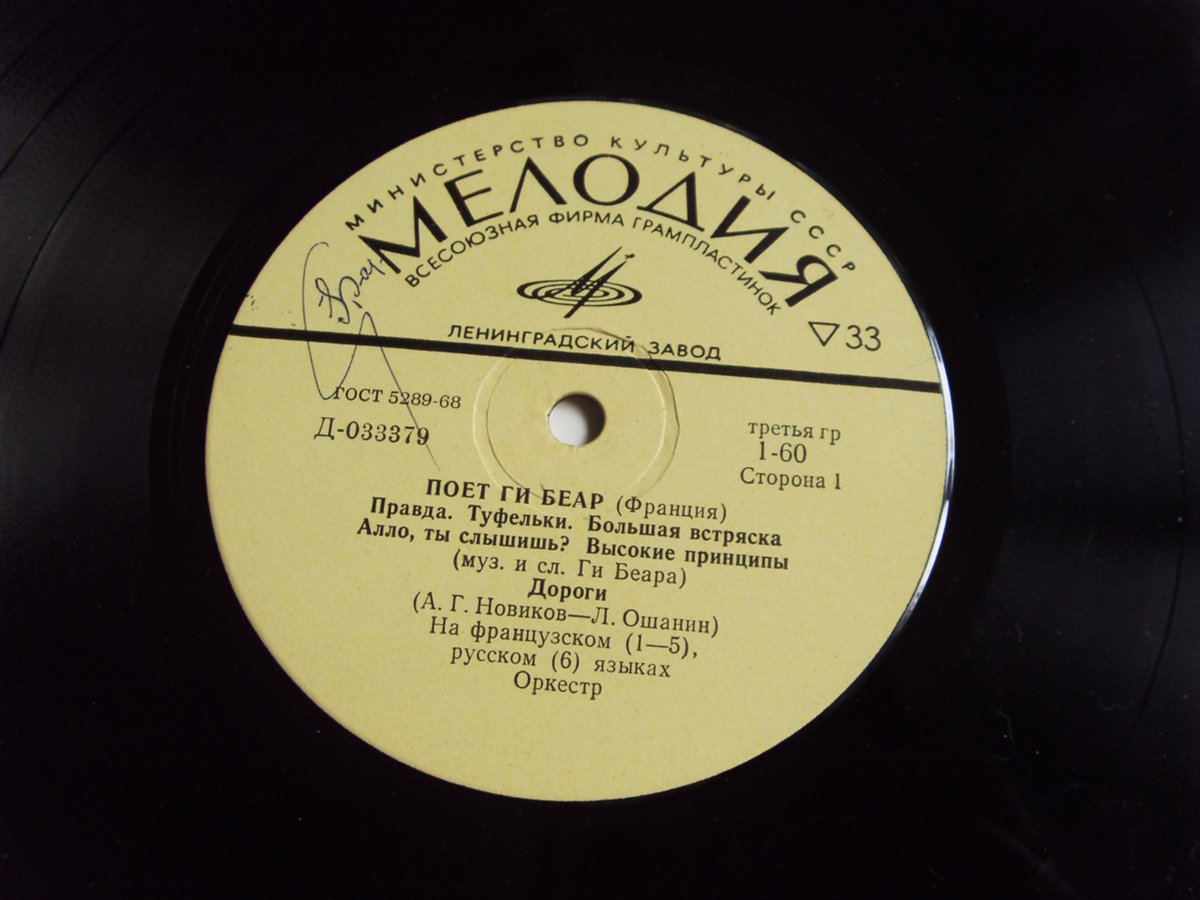 МИНИСТЕРСТВО КУЛЬТУРЫ СССР
МЕЛОДИЯ
ВСЕСОЮЗНАЯ ФИРМА ГРАМПЛАСТИНОК
ЛЕНИНГРАДСКИЙ ЗАВОД
▽33
ГОСТ 5289-68
Д-033379
третья гр
1-60
Сторона 1
ПОЕТ ГИ БЕАР (Франция)
Правда. Туфельки. Большая встряска
Алло, ты слышишь? Высокие принципы
(муз. и сл. Ги Беара)
Дороги
(А. Г. Новиков—Л. Ошанин)
На французском (1—5),
русском (6) языках
Оркестр